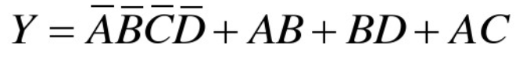 Y = A̅B̅C̅D̅ + AB + BD + AC